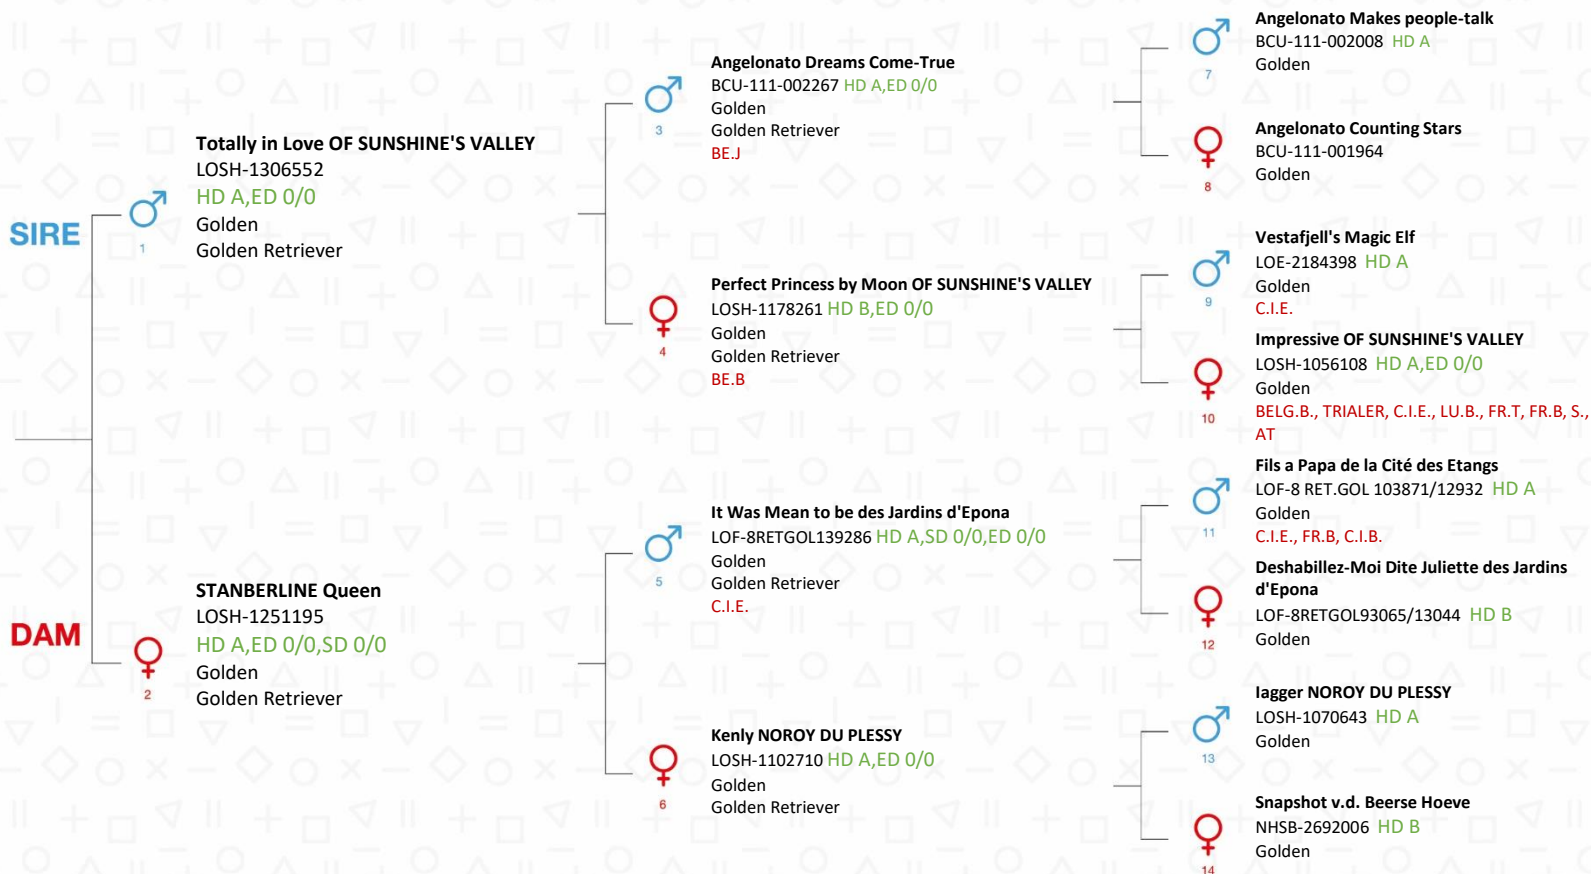 SIRE
1
Totally in Love OF SUNSHINE'S VALLEY
LOSH-1306552
HD A,ED 0/0
Golden
Golden Retriever
DAM
2
STANBERLINE Queen
LOSH-1251195
HD A,ED 0/0,SD 0/0
Golden
Golden Retriever
3
Angelonato Dreams Come-True
BCU-111-002267 HD A,ED 0/0
Golden
Golden Retriever
BE.J
4
Perfect Princess by Moon OF SUNSHINE'S VALLEY
LOSH-1178261 HD B,ED 0/0
Golden
Golden Retriever
BE.B
5
It Was Mean to be des Jardins d'Epona
LOF-8RETGOL139286 HD A,SD 0/0,ED 0/0
Golden
Golden Retriever
C.I.E.
6
Kenly NOROY DU PLESSY
LOSH-1102710 HD A,ED 0/0
Golden
Golden Retriever
7
Angelonato Makes people-talk
BCU-111-002008 HD A
Golden
8
Angelonato Counting Stars
BCU-111-001964
Golden
9
Vestafjell's Magic Elf
LOE-2184398 HD A
Golden
C.I.E.
10
Impressive OF SUNSHINE'S VALLEY
LOSH-1056108 HD A,ED 0/0
Golden
BELG.B., TRIALER, C.I.E., LU.B., FR.T, FR.B, S.,
AT
11
Fils a Papa de la Cité des Etangs
LOF-8 RET.GOL 103871/12932 HD A
Golden
C.I.E., FR.B, C.I.B.
12
Deshabillez-Moi Dite Juliette des Jardins
d'Epona
LOF-8RETGOL93065/13044 HD B
Golden
13
Iagger NOROY DU PLESSY
LOSH-1070643 HD A
Golden
14
Snapshot v.d. Beerse Hoeve
NHSB-2692006 HD B
Golden